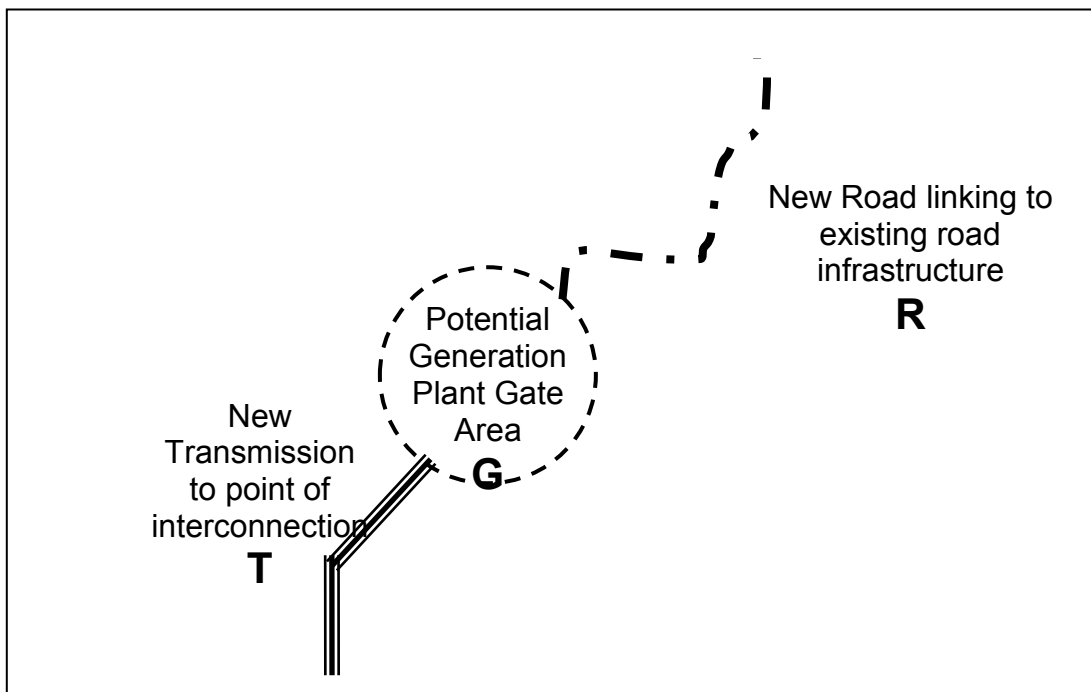 New Road linking to
existing road
infrastructure
R
Potential
Generation
Plant Gate
Area
G
New
Transmission
to point of
interconnection
T